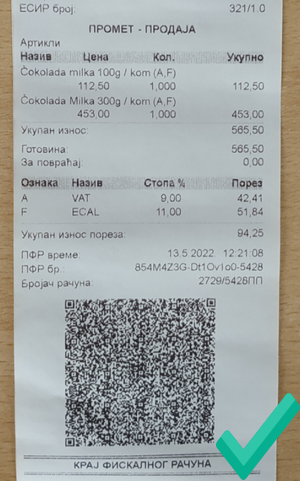 ЕСИР број: 321/1.0
ПРОМЕТ - ПРОДАЈА
Артикли
Назив Цена Кол. Укупно
Čokolada milka 100g / kom (A,F)
112,50 1,000 112,50
Čokolada Milka 300g / kom (A,F)
453,00 1,000 453,00
Укупан износ: 565,50
Готовина: 565,50
За повраћај: 0,00
Ознака Назив Стопа % Порез
A VAT 9,00 42,41
F ECAL 11,00 51,84
Укупан износ пореза: 94,25
ПФР време: 13.5.2022. 12:21:08
ПФР бр.: 854M4Z3G-Dt1Ov1o0-5428
Бројач рачуна: 2729/5428ПП
КРАЈ ФИСКАЛНОГ РАЧУНА